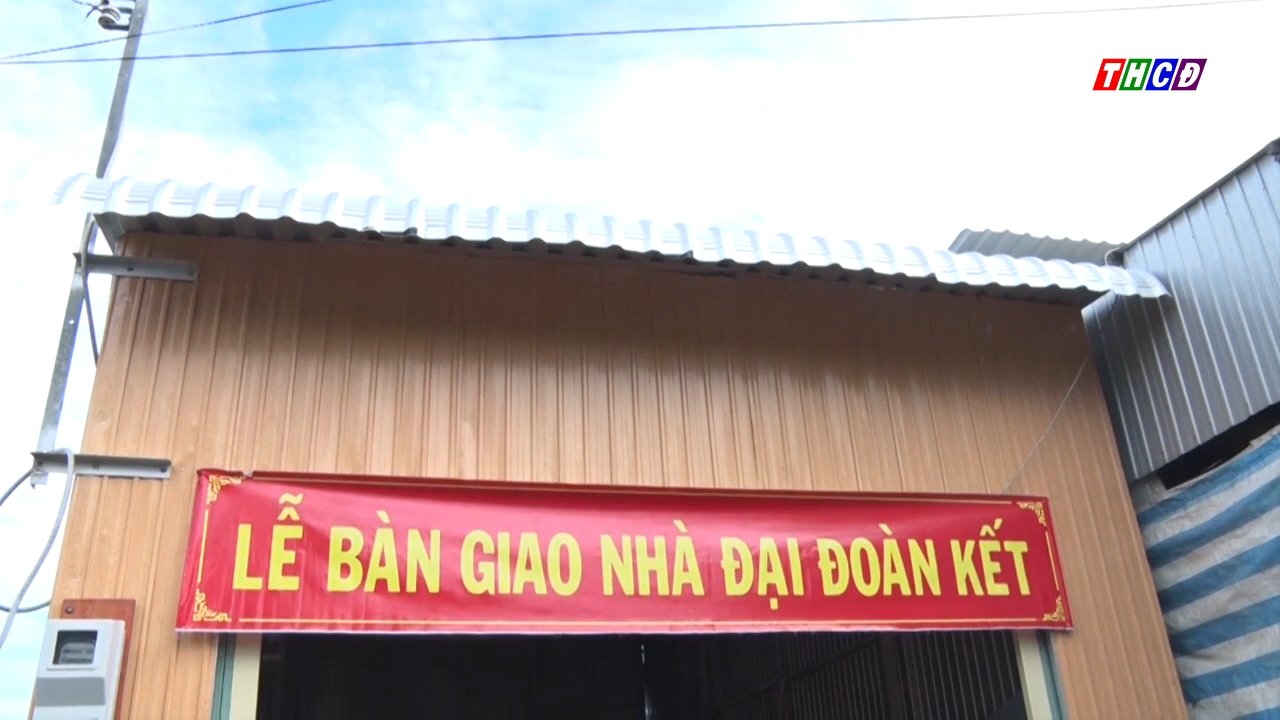 THCĐ
LỄ BÀN GIAO NHÀ ĐẠI ĐOÀN KẾT